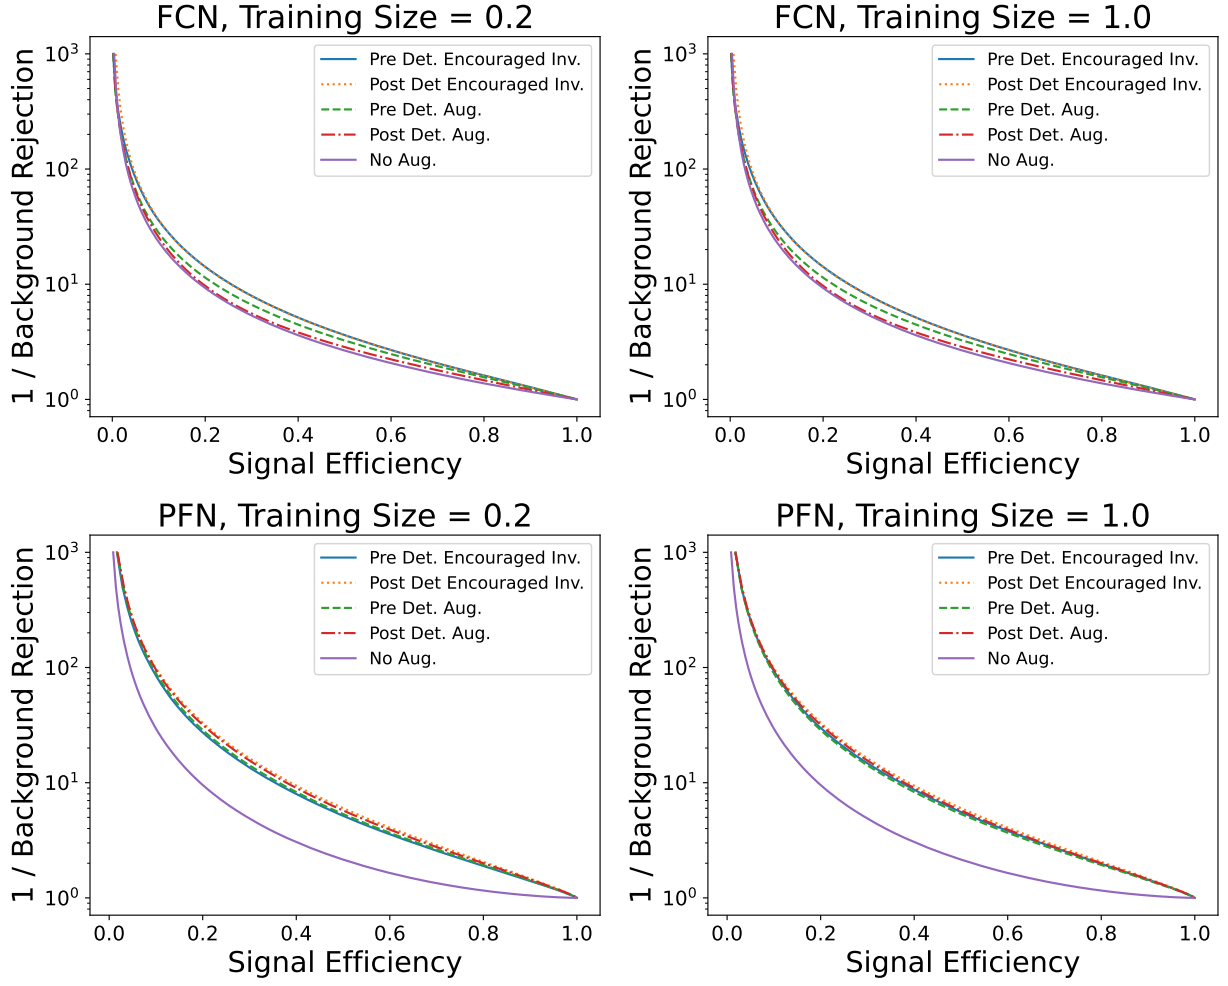 FCN, Training Size = 0.2
1 / Background Rejection
10³
10²
10¹
10⁰
Pre Det. Encouraged Inv.
Post Det Encouraged Inv.
Pre Det. Aug.
Post Det. Aug.
No Aug.
0.0 0.2 0.4 0.6 0.8 1.0
Signal Efficiency
FCN, Training Size = 1.0
1 / Background Rejection
10³
10²
10¹
10⁰
Pre Det. Encouraged Inv.
Post Det Encouraged Inv.
Pre Det. Aug.
Post Det. Aug.
No Aug.
0.0 0.2 0.4 0.6 0.8 1.0
Signal Efficiency
PFN, Training Size = 0.2
1 / Background Rejection
10³
10²
10¹
10⁰
Pre Det. Encouraged Inv.
Post Det Encouraged Inv.
Pre Det. Aug.
Post Det. Aug.
No Aug.
0.0 0.2 0.4 0.6 0.8 1.0
Signal Efficiency
PFN, Training Size = 1.0
1 / Background Rejection
10³
10²
10¹
10⁰
Pre Det. Encouraged Inv.
Post Det Encouraged Inv.
Pre Det. Aug.
Post Det. Aug.
No Aug.
0.0 0.2 0.4 0.6 0.8 1.0
Signal Efficiency